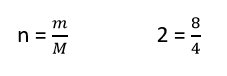 n = m/M 2 = 8/4